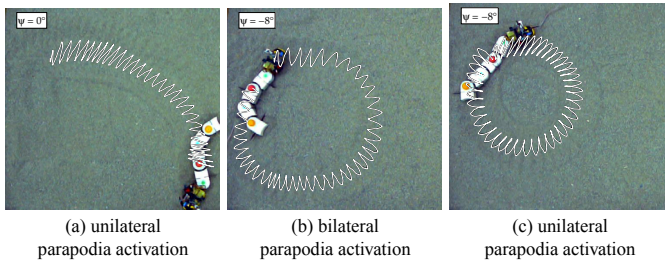 ψ = 0°
ψ = −8°
ψ = −8°
(a) unilateral
parapodia activation
(b) bilateral
parapodia activation
(c) unilateral
parapodia activation